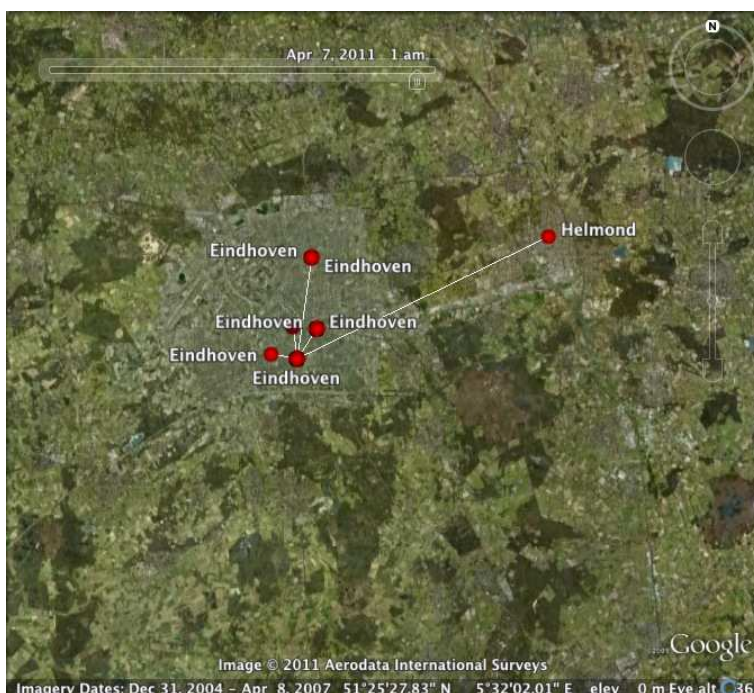 N
Apr 7, 2011 1 am
Helmond
Eindhoven
Eindhoven
Eindhoven
Eindhoven
Eindhoven
Eindhoven
Google
Image © 2011 Aerodata International Surveys
Imagery Dates: Dec 31, 2004 - Apr 8, 2007 51°25'27.83" N 5°32'02.01" E elev 0 m Eye alt